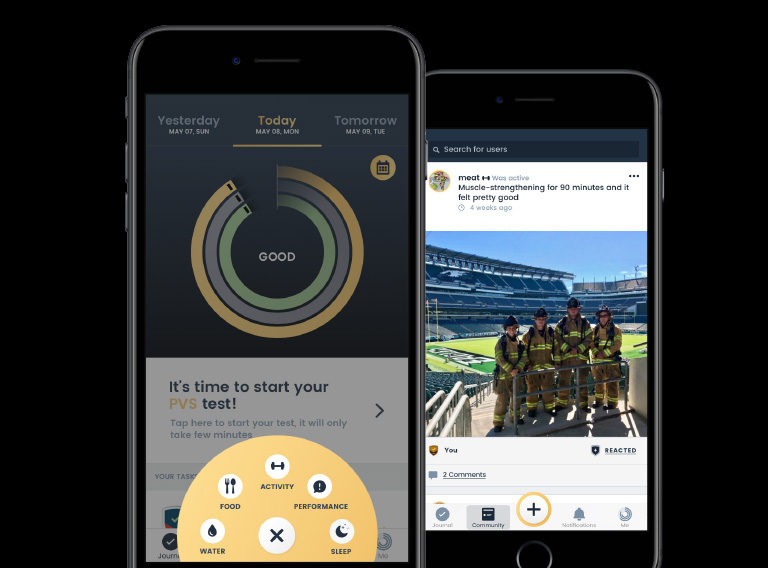 Yesterday
MAY 07, SUN
Today
MAY 08, MON
Tomorrow
MAY 09, TUE
GOOD
It's time to start your
PVS test!
Tap here to start your test, it will only
take few minutes
YOUR TASK
FOOD
ACTIVITY
PERFORMANCE
WATER
SLEEP
Journ
Me
Search for users
meat Was active
Muscle-strengthening for 90 minutes and it
felt pretty good
4 weeks ago
You
REACTED
2 Comments
Journal
Community
Notifications
Me